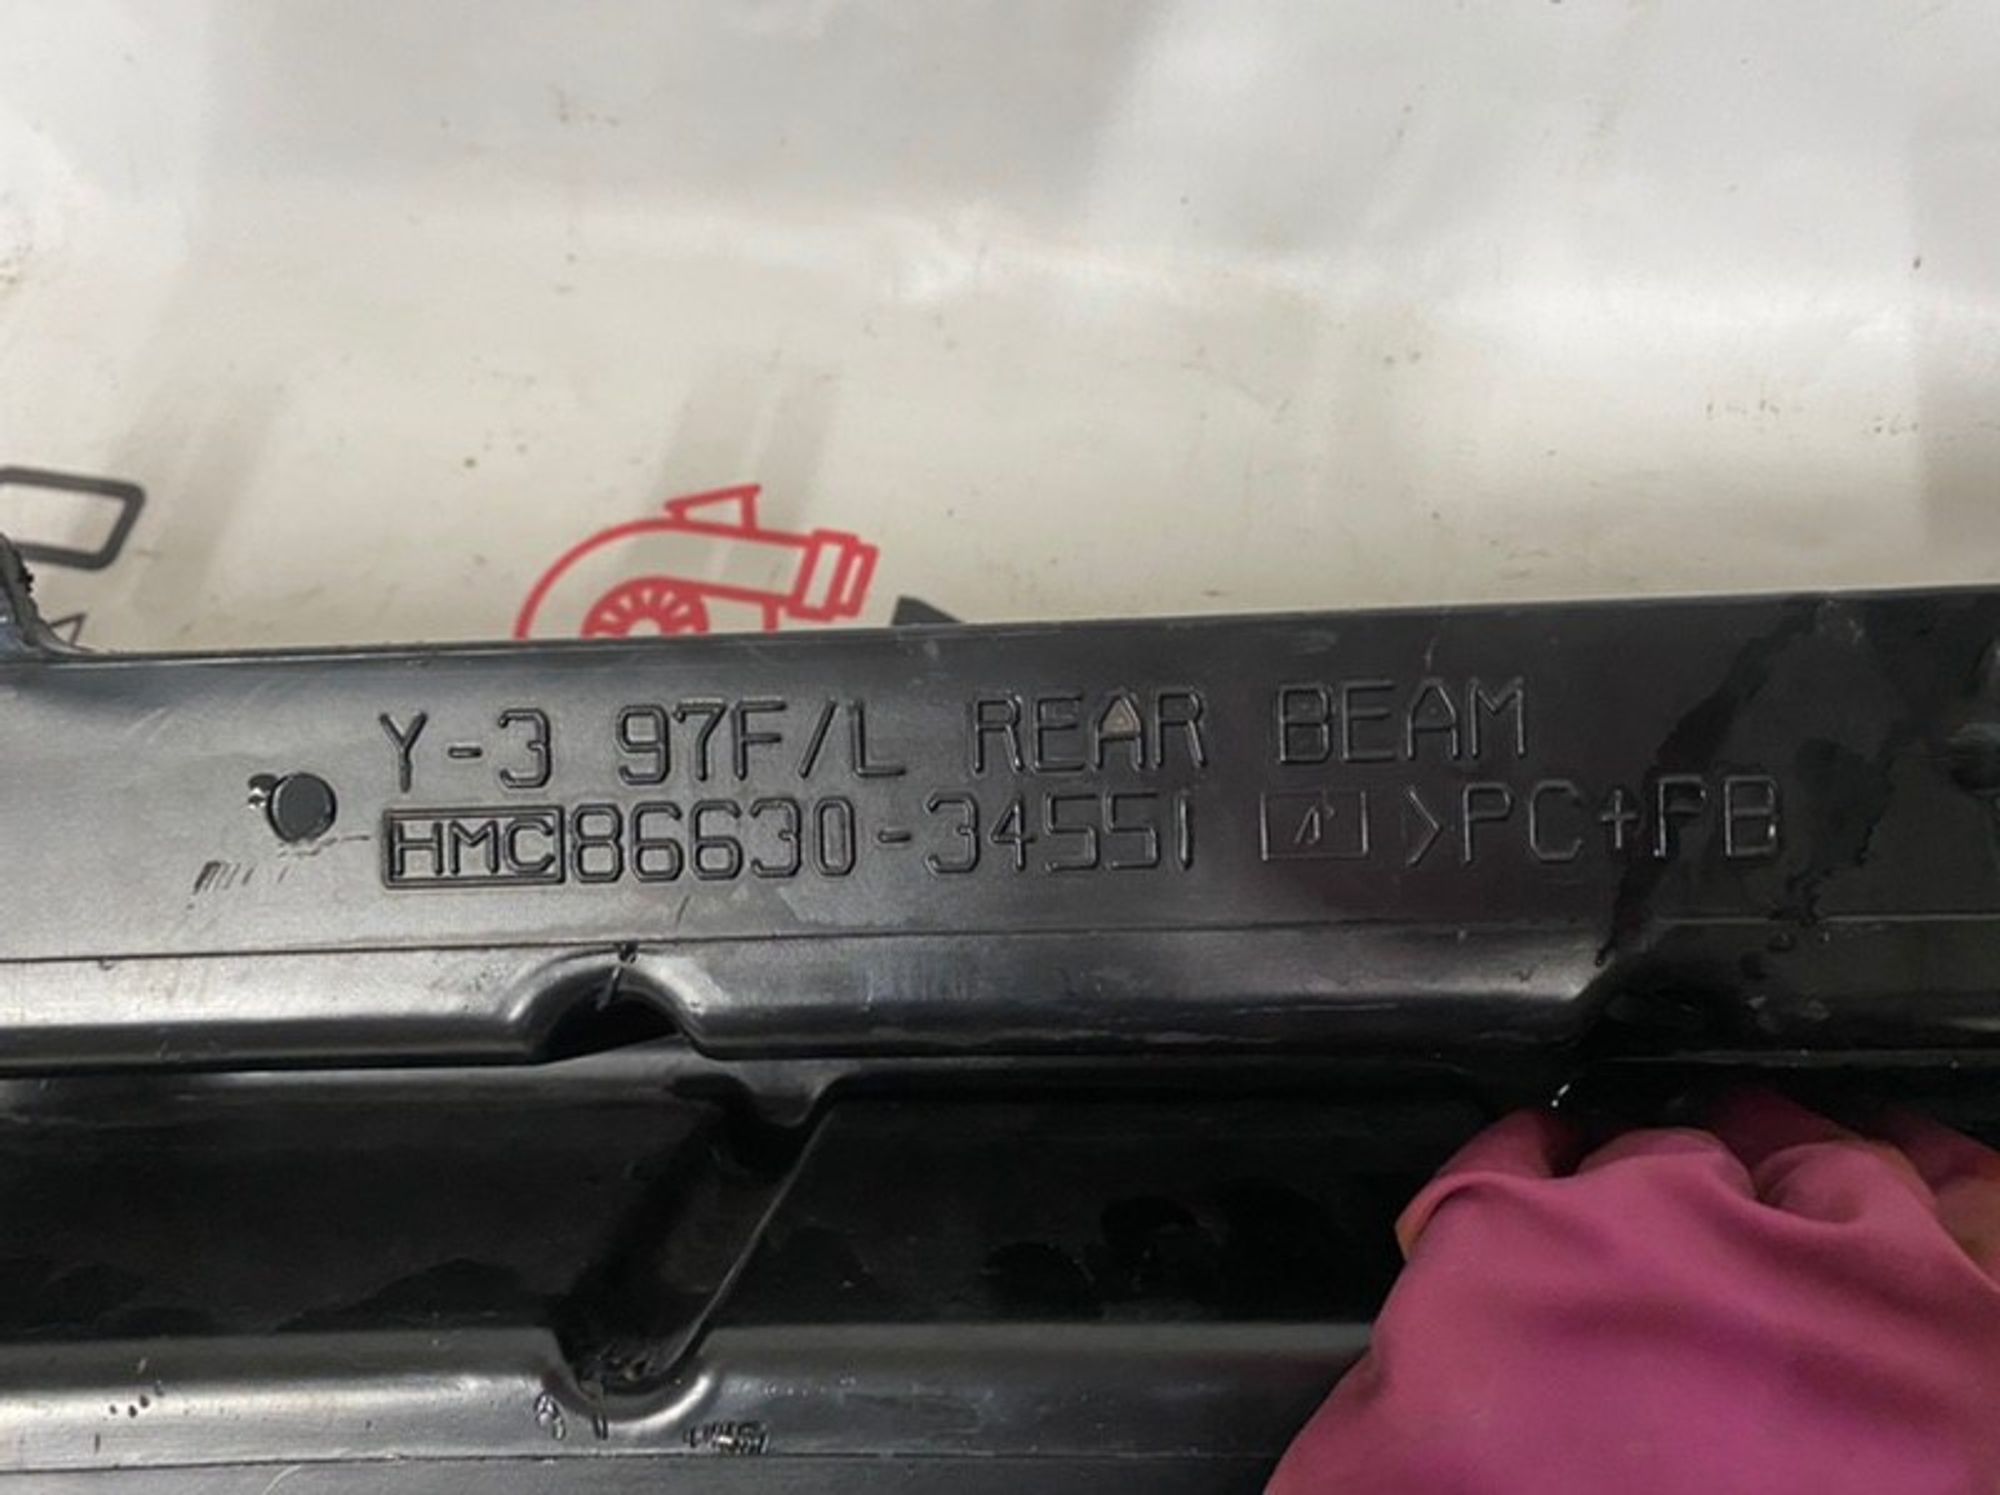 Y-3 97F/L REAR BEAM
HMC 86630-34551 >PC+PB